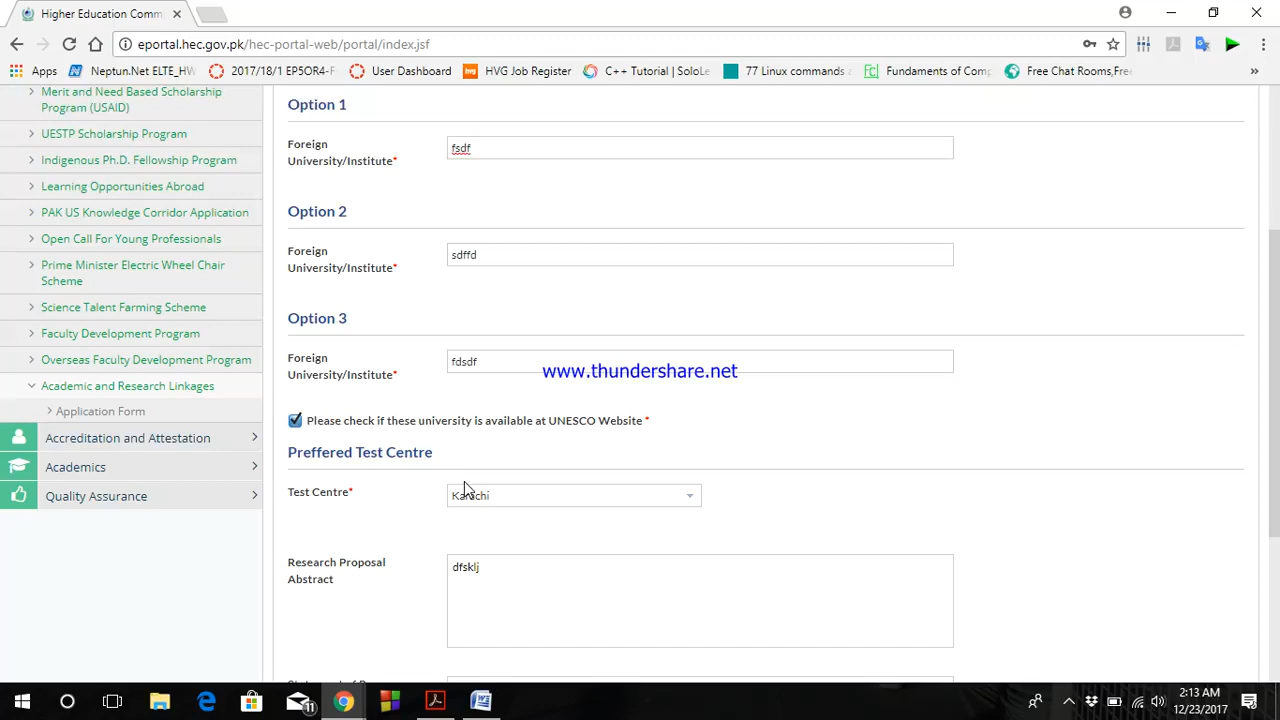 Higher Education Comm
eportal.hec.gov.pk/hec-portal-web/portal/index.jsf
Apps
Neptun.Net ELTE_HW
2017/18/1 EP5G94-F
User Dashboard
HVG Job Register
C++ Tutorial | SoloLe
77 Linux commands
Fundaments of Comp
Free Chat Rooms,Fre
Merit and Need Based Scholarship
Program (USAID)
UESTP Scholarship Program
Indigenous Ph.D. Fellowship Program
Learning Opportunities Abroad
PAK US Knowledge Corridor Application
Open Call For Young Professionals
Prime Minister Electric Wheel Chair
Scheme
Science Talent Farming Scheme
Faculty Development Program
Overseas Faculty Development Program
Academic and Research Linkages
Application Form
Accreditation and Attestation
Academics
Quality Assurance
Option 1
Foreign
University/Institute*
fsdf
Option 2
Foreign
University/Institute*
sdffd
Option 3
Foreign
University/Institute*
fdsdf
www.thundershare.net
Please check if these university is available at UNESCO Website *
Preffered Test Centre
Test Centre*
Karachi
Research Proposal
Abstract
dfsklj
11
2:13 AM
12/23/2017